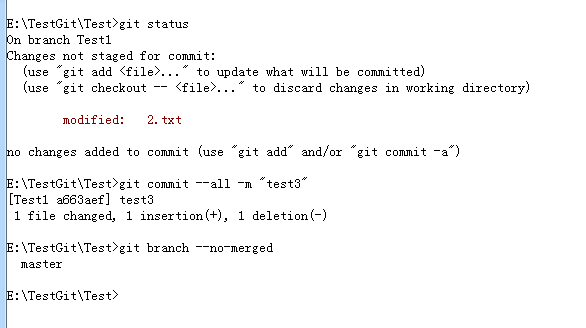 E:\TestGit\Test>git status
On branch Test1
Changes not staged for commit:
  (use "git add <file>..." to update what will be committed)
  (use "git checkout -- <file>..." to discard changes in working directory)
        modified:   2.txt
no changes added to commit (use "git add" and/or "git commit -a")
E:\TestGit\Test>git commit --all -m "test3"
[Test1 a663aef] test3
 1 file changed, 1 insertion(+), 1 deletion(-)
E:\TestGit\Test>git branch --no-merged
  master
E:\TestGit\Test>